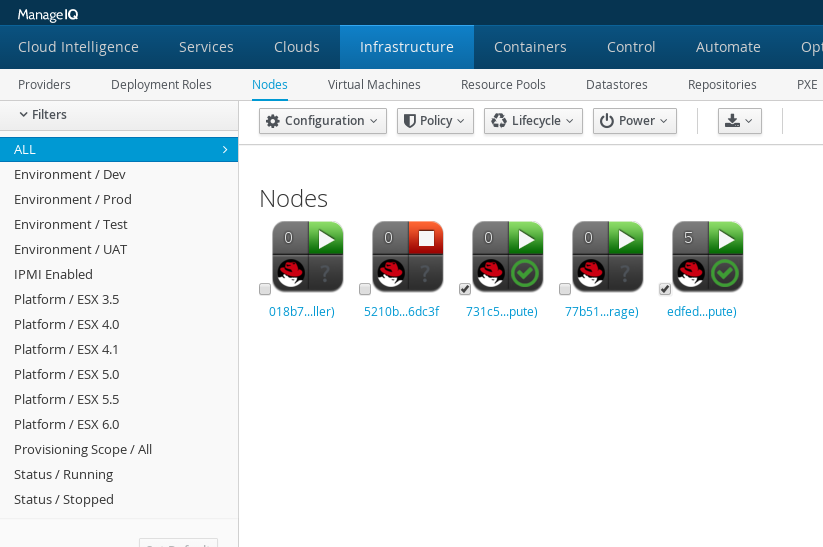 ManageIQ
Cloud Intelligence Services Clouds Infrastructure Containers Control Automate Opt
Providers Deployment Roles Nodes Virtual Machines Resource Pools Datastores Repositories PXE
Filters
Configuration Policy Lifecycle Power
ALL
Environment / Dev
Environment / Prod
Environment / Test
Environment / UAT
IPMI Enabled
Platform / ESX 3.5
Platform / ESX 4.0
Platform / ESX 4.1
Platform / ESX 5.0
Platform / ESX 5.5
Platform / ESX 6.0
Provisioning Scope / All
Status / Running
Status / Stopped
Nodes
0 0 0 0 5
? ? ?
018b7...ller) 5210b...6dc3f 731c5...pute) 77b51...rage) edfed...pute)